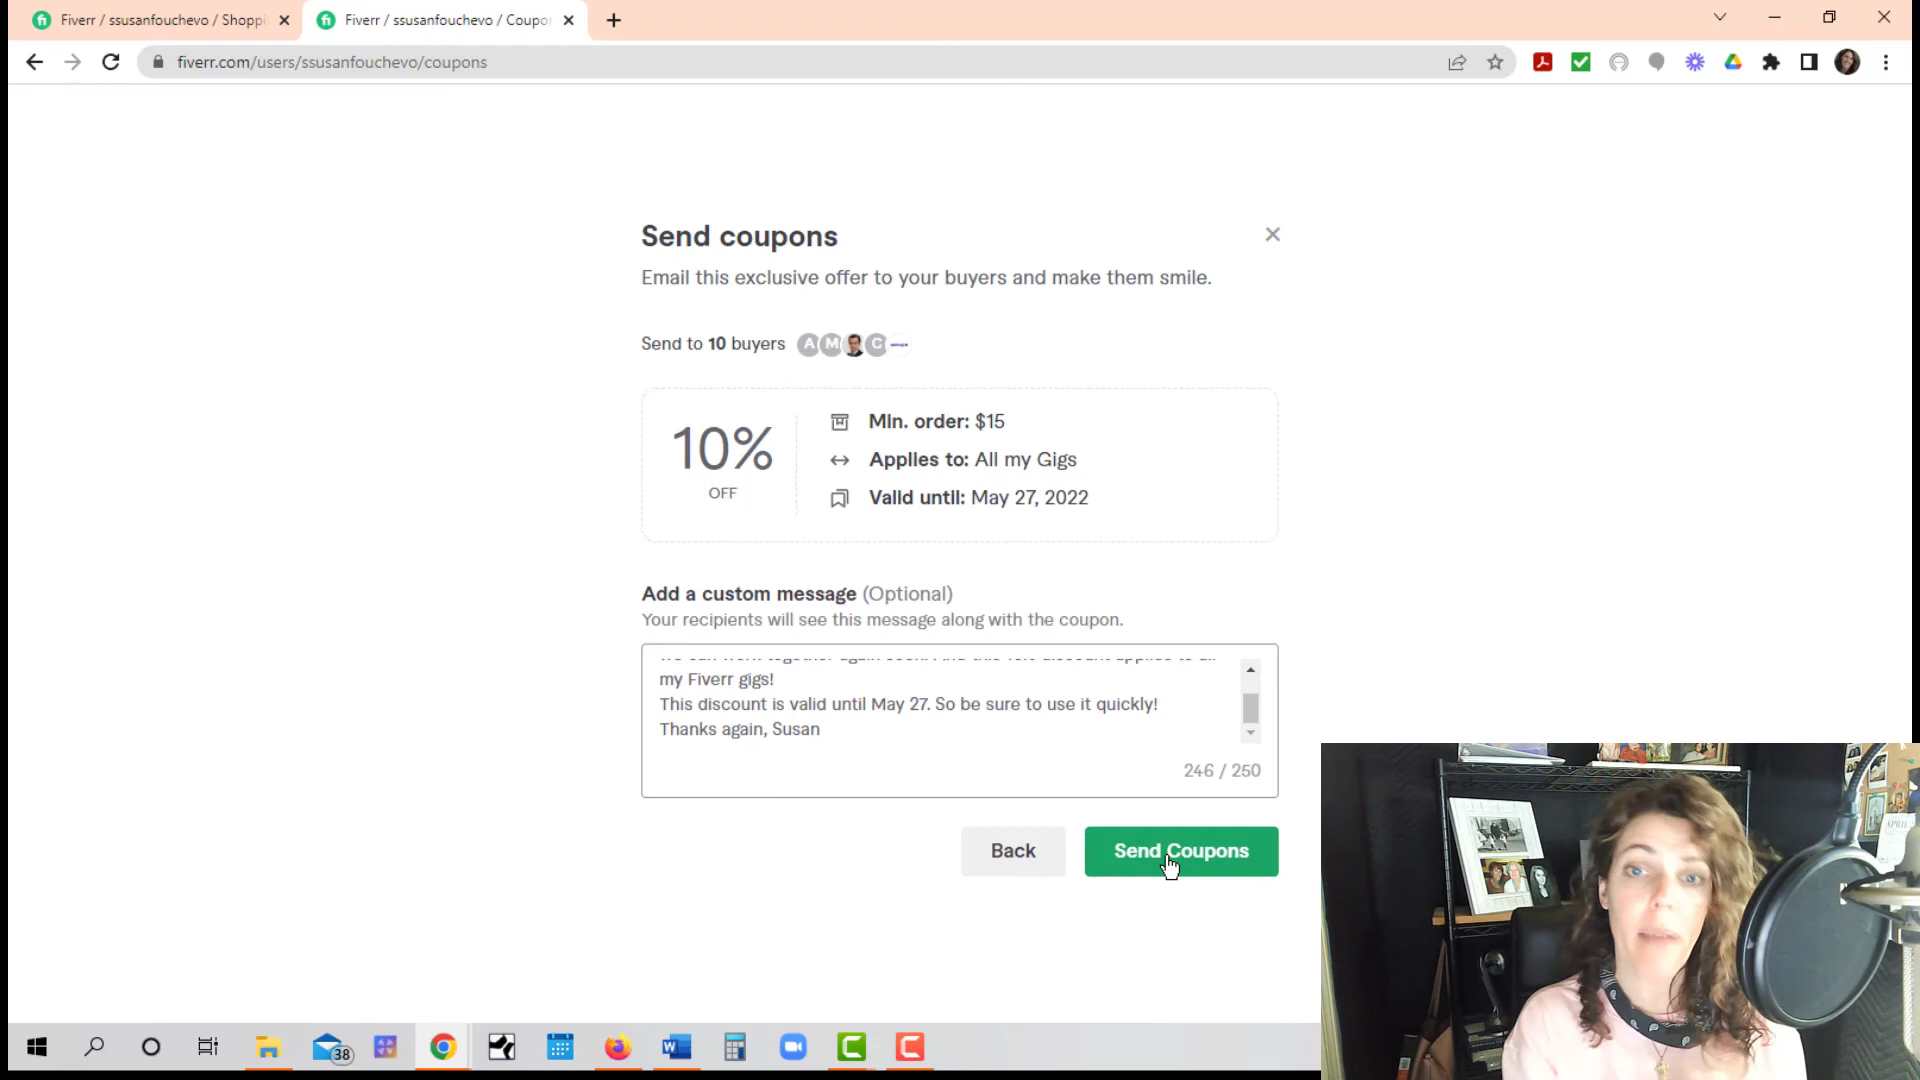 Fiverr / ssusanfouchevo / Shoppi
Fiverr / ssusanfouchevo / Coupo
fiverr.com/users/ssusanfouchevo/coupons
Send coupons
Email this exclusive offer to your buyers and make them smile.
Send to 10 buyers A M C
10%
OFF
Min. order: $15
Applies to: All my Gigs
Valid until: May 27, 2022
Add a custom message (Optional)
Your recipients will see this message along with the coupon.
my Fiverr gigs!
This discount is valid until May 27. So be sure to use it quickly!
Thanks again, Susan
246 / 250
Back
Send Coupons
APRIL
38